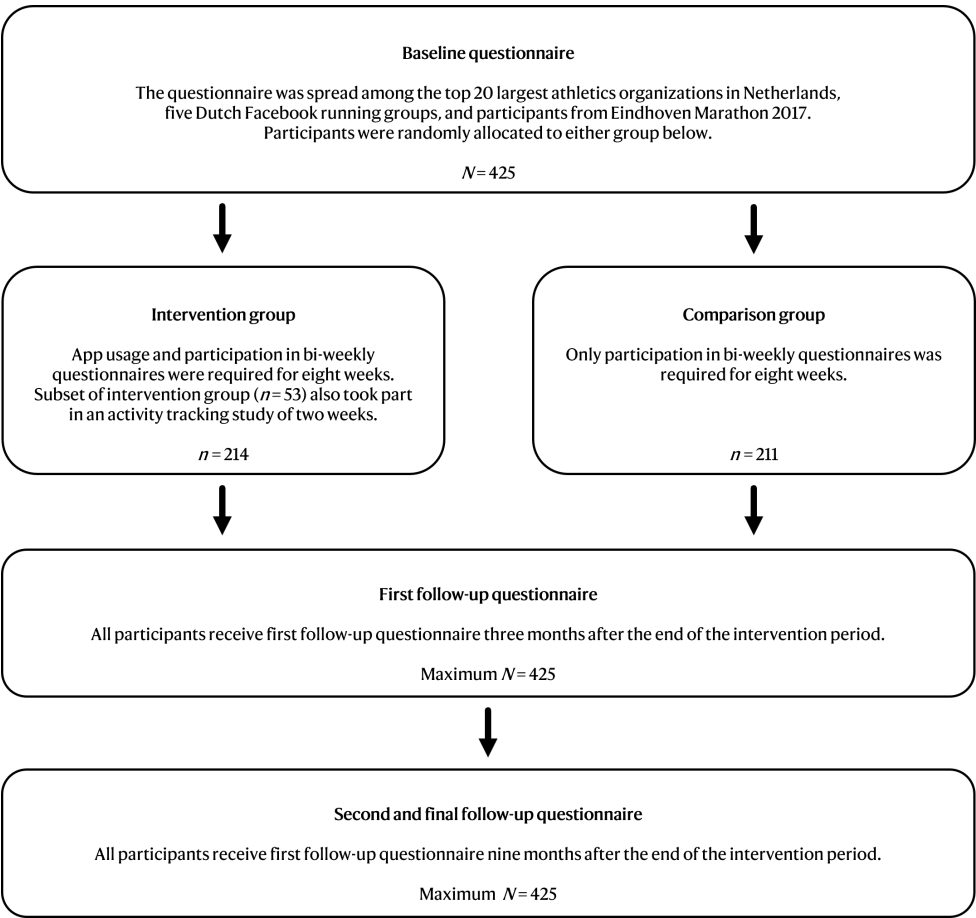 Baseline questionnaire
The questionnaire was spread among the top 20 largest athletics organizations in Netherlands,
five Dutch Facebook running groups, and participants from Eindhoven Marathon 2017.
Participants were randomly allocated to either group below.
N = 425
Intervention group
App usage and participation in bi-weekly
questionnaires were required for eight weeks.
Subset of intervention group (n = 53) also took part
in an activity tracking study of two weeks.
n = 214
Comparison group
Only participation in bi-weekly questionnaires was
required for eight weeks.
n = 211
First follow-up questionnaire
All participants receive first follow-up questionnaire three months after the end of the intervention period.
Maximum N = 425
Second and final follow-up questionnaire
All participants receive first follow-up questionnaire nine months after the end of the intervention period.
Maximum N = 425